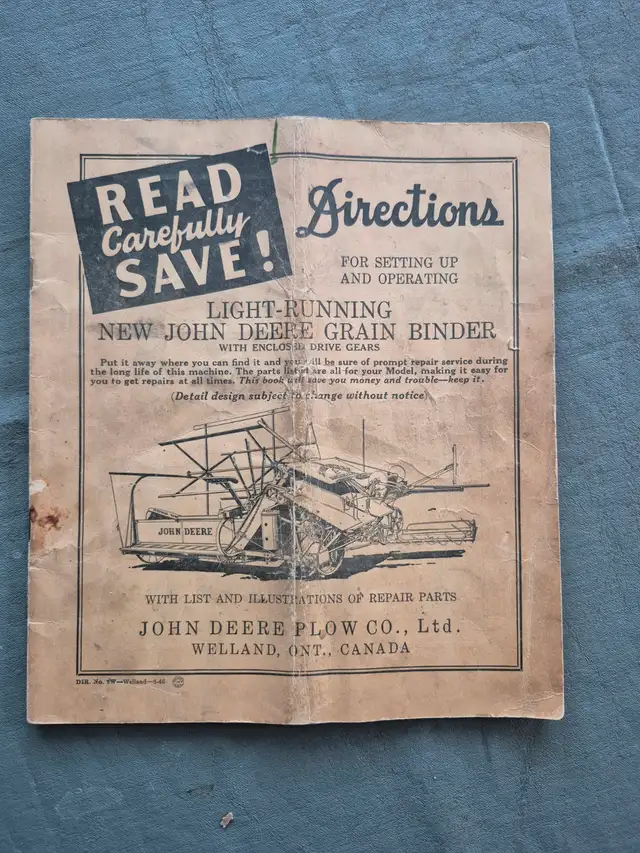 READ
Carefully
SAVE!
Directions
FOR SETTING UP
AND OPERATING
LIGHT-RUNNING
NEW JOHN DEERE GRAIN BINDER
WITH ENCLOSED DRIVE GEARS
Put it away where you can find it and you will be sure of prompt repair service during
the long life of this machine. The parts listed are all for your Model, making it easy for
you to get repairs at all times. This book will save you money and trouble—keep it.
(Detail design subject to change without notice)
JOHN DEERE
WITH LIST AND ILLUSTRATIONS OF REPAIR PARTS
JOHN DEERE PLOW CO., Ltd.
WELLAND, ONT., CANADA
DIR. No. Welland